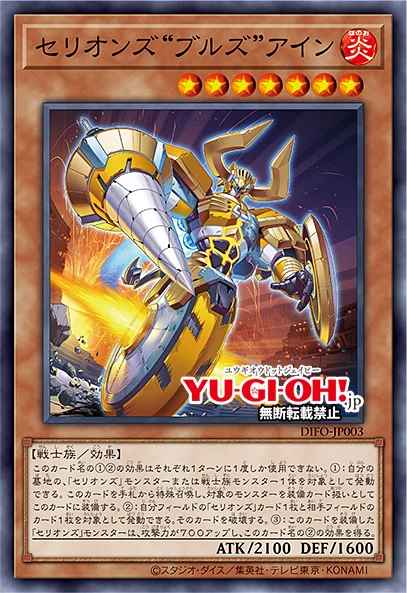 セリオンズ“ブルズ”アイン
ほのお
炎
ユウギオウドットジェイピー
YU-GI-OH!.jp
無断転載禁止
DIFO-JP003
【戦士族／効果】
このカード名の①②の効果はそれぞれ1ターンに1度しか使用できない。①：自分
の墓地の、「セリオンズ」モンスターまたは戦士族モンスター1体を対象として発動
できる。このカードを手札から特殊召喚し、対象のモンスターを装備カード扱いとして
このカードに装備する。②：自分フィールドの「セリオンズ」カード1枚と相手フィールドの
カード1枚を対象として発動できる。そのカードを破壊する。③：このカードを装備した
「セリオンズ」モンスターは、攻撃力が７００アップし、このカード名の②の効果を得る。
ATK/2100 DEF/1600
©スタジオ・ダイス／集英社・テレビ東京・KONAMI